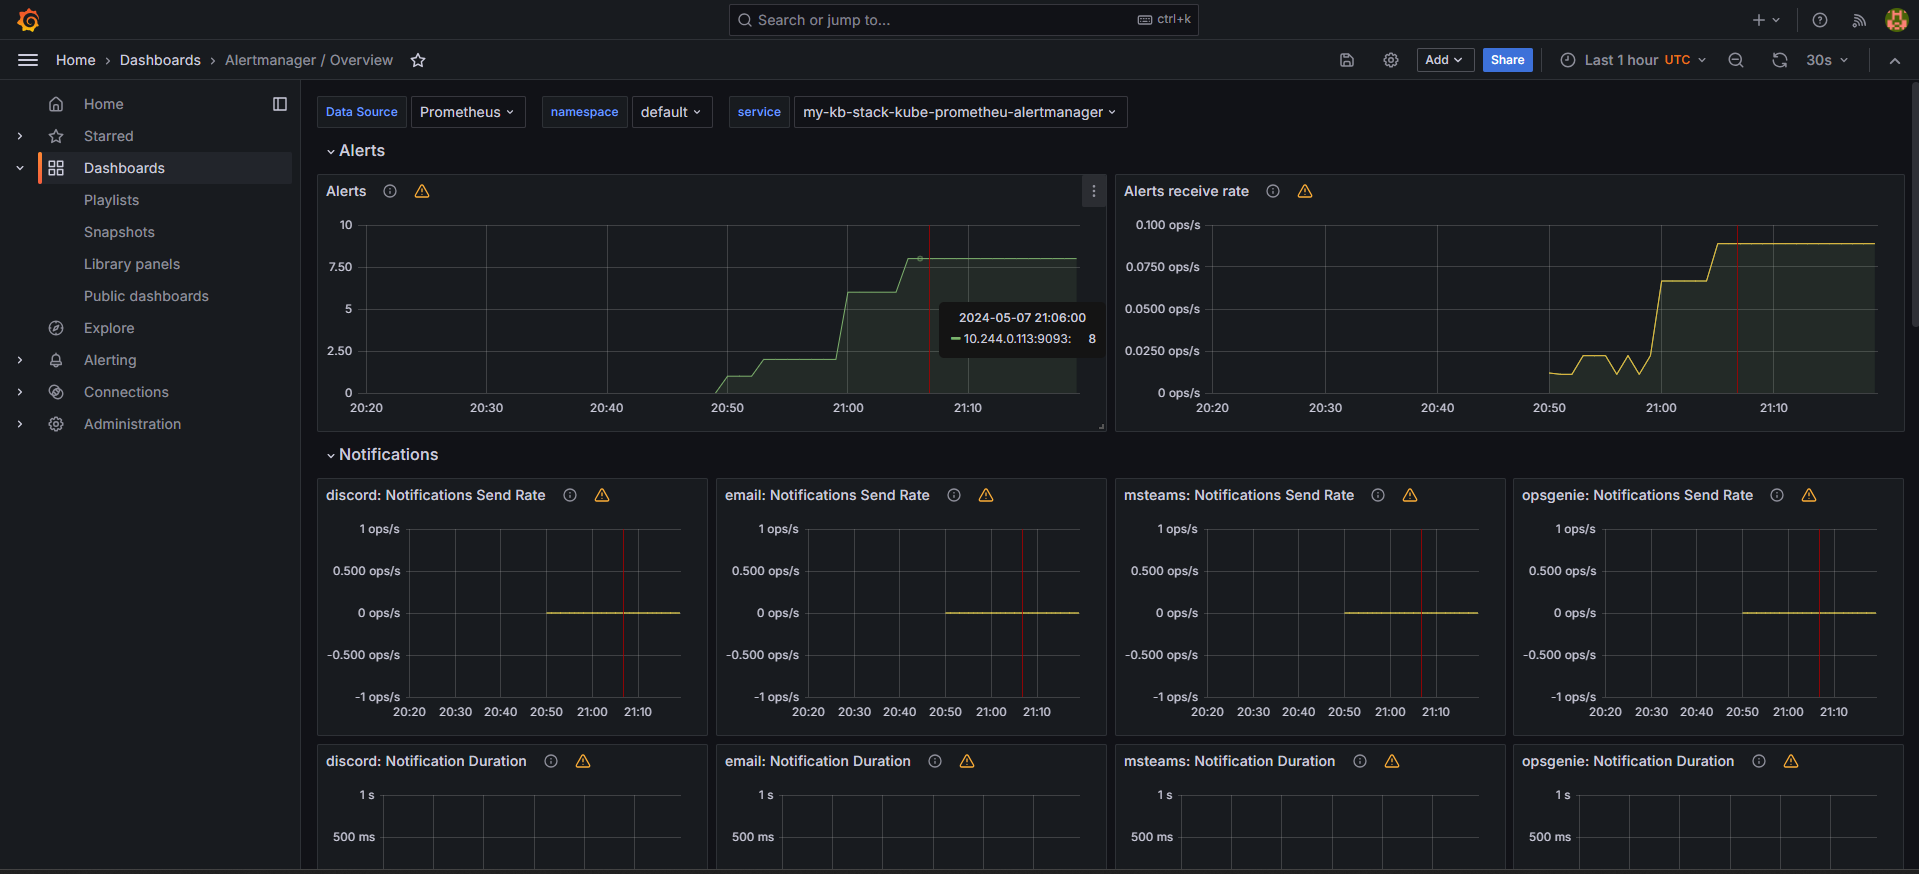 Search or jump to... ctrl+k
Home › Dashboards › Alertmanager / Overview
Add
Share
Last 1 hour UTC
30s
Home
Starred
Dashboards
Playlists
Snapshots
Library panels
Public dashboards
Explore
Alerting
Connections
Administration
Data Source Prometheus namespace default service my-kb-stack-kube-prometheu-alertmanager
Alerts
Alerts
10
7.50
5
2.50
0
20:20 20:30 20:40 20:50 21:00 21:10
2024-05-07 21:06:00
10.244.0.113:9093: 8
Alerts receive rate
0.100 ops/s
0.0750 ops/s
0.0500 ops/s
0.0250 ops/s
0 ops/s
20:20 20:30 20:40 20:50 21:00 21:10
Notifications
discord: Notifications Send Rate
1 ops/s
0.500 ops/s
0 ops/s
-0.500 ops/s
-1 ops/s
20:20 20:30 20:40 20:50 21:00 21:10
email: Notifications Send Rate
1 ops/s
0.500 ops/s
0 ops/s
-0.500 ops/s
-1 ops/s
20:20 20:30 20:40 20:50 21:00 21:10
msteams: Notifications Send Rate
1 ops/s
0.500 ops/s
0 ops/s
-0.500 ops/s
-1 ops/s
20:20 20:30 20:40 20:50 21:00 21:10
opsgenie: Notifications Send Rate
1 ops/s
0.500 ops/s
0 ops/s
-0.500 ops/s
-1 ops/s
20:20 20:30 20:40 20:50 21:00 21:10
discord: Notification Duration
1 s
500 ms
email: Notification Duration
1 s
500 ms
msteams: Notification Duration
1 s
500 ms
opsgenie: Notification Duration
1 s
500 ms